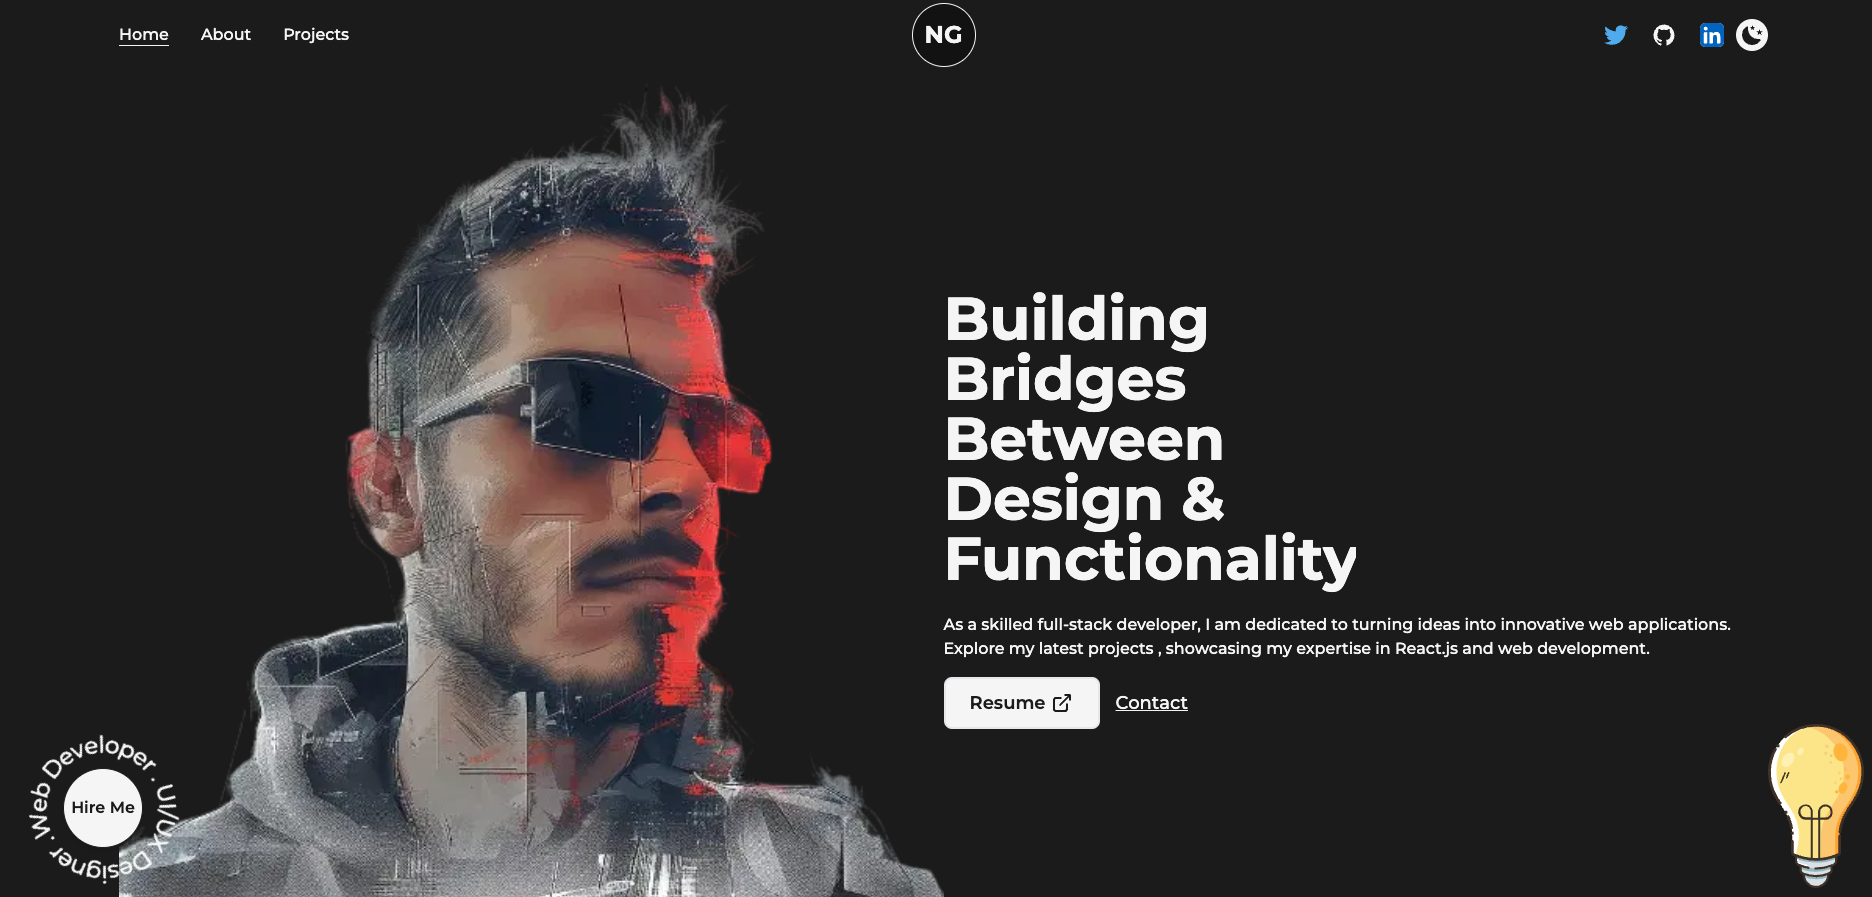 Home About Projects
NG
in
Building
Bridges
Between
Design &
Functionality
As a skilled full-stack developer, I am dedicated to turning ideas into innovative web applications.
Explore my latest projects , showcasing my expertise in React.js and web development.
Resume Contact
Web Developer . UI/UX Designer .
Hire Me